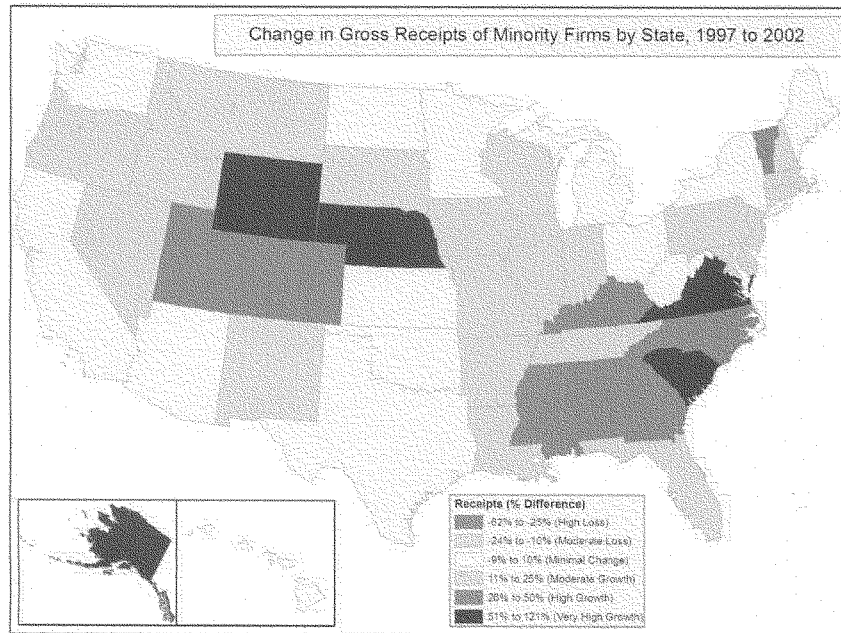 Change in Gross Receipts of Minority Firms by State, 1997 to 2002
Receipts (% Difference)
-62% to -25% (High Loss)
-24% to -10% (Moderate Loss)
-9% to 10% (Minimal Change)
11% to 25% (Moderate Growth)
26% to 50% (High Growth)
51% to 121% (Very High Growth)